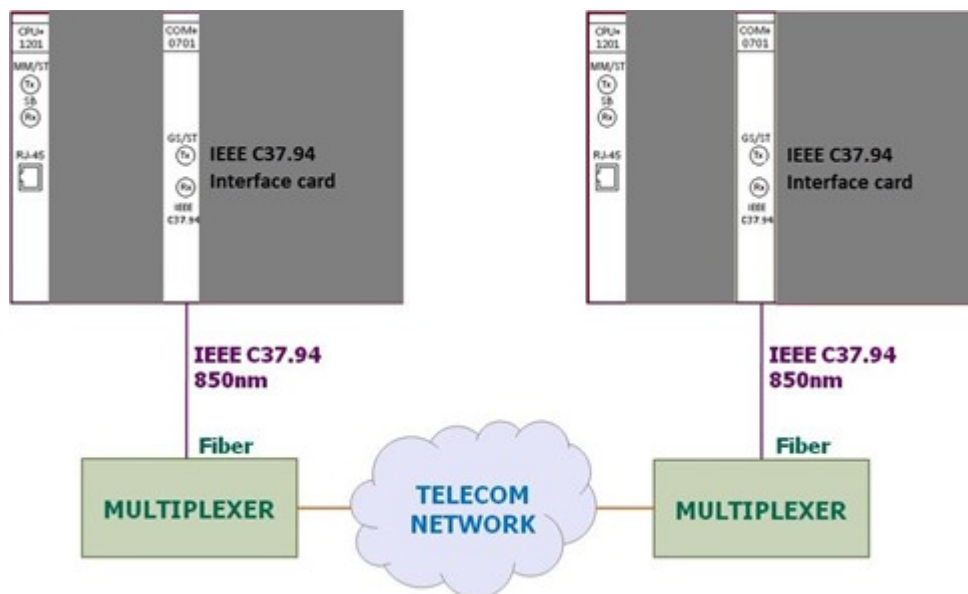 CPU+
1201
MM/ST
Tx
SB
Rx
RJ-45
COM+
0701
GS/ST
Tx
Rx
IEEE
C37.94
IEEE C37.94
Interface card
CPU+
1201
MM/ST
Tx
SB
Rx
RJ-45
COM+
0701
GS/ST
Tx
Rx
IEEE
C37.94
IEEE C37.94
Interface card
IEEE C37.94
850nm
IEEE C37.94
850nm
Fiber
Fiber
MULTIPLEXER
TELECOM
NETWORK
MULTIPLEXER